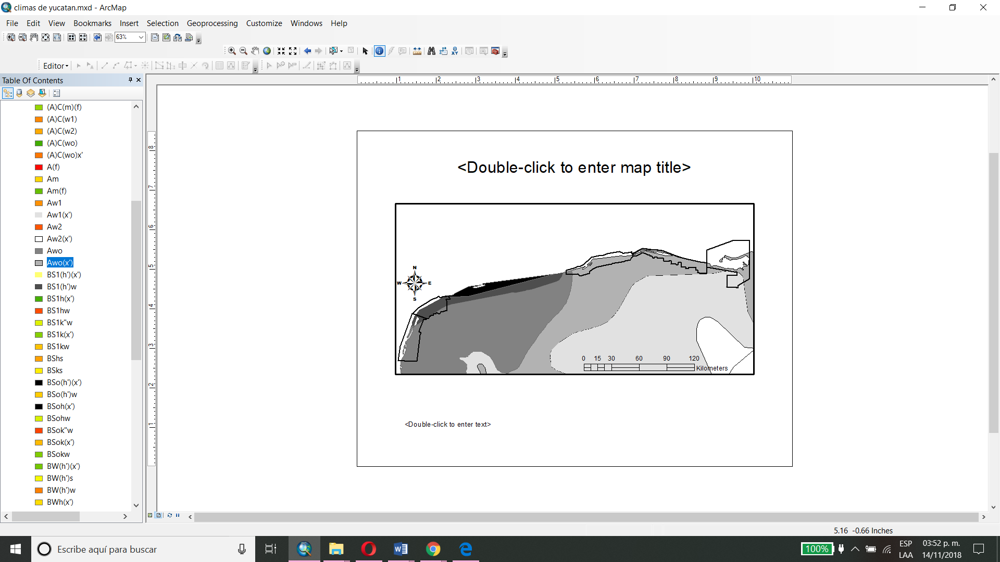 climas de yucatan.mxd - ArcMap
File Edit View Bookmarks Insert Selection Geoprocessing Customize Windows Help
63%
Editor
Table Of Contents
(A)C(m)(f)
(A)C(w1)
(A)C(w2)
(A)C(wo)
(A)C(wo)x'
A(f)
Am
Am(f)
Aw1
Aw1(x')
Aw2
Aw2(x')
Awo
Awo(x')
BS1(h')(x')
BS1(h')w
BS1h(x')
BS1hw
BS1k"w
BS1k(x')
BS1kw
BShs
BSks
BSo(h')(x')
BSo(h')w
BSoh(x')
BSohw
BSok"w
BSok(x')
BSokw
BW(h')(x')
BW(h')s
BW(h')w
BWh(x')
1 2 3 4 5 6 7 8 9 10
8
7
6
5
4
3
2
1
<Double-click to enter map title>
N
W E
S
0 15 30 60 90 120
Kilometers
<Double-click to enter text>
5.16 -0.66 Inches
Escribe aquí para buscar
100%
ESP
LAA
03:52 p. m.
14/11/2018